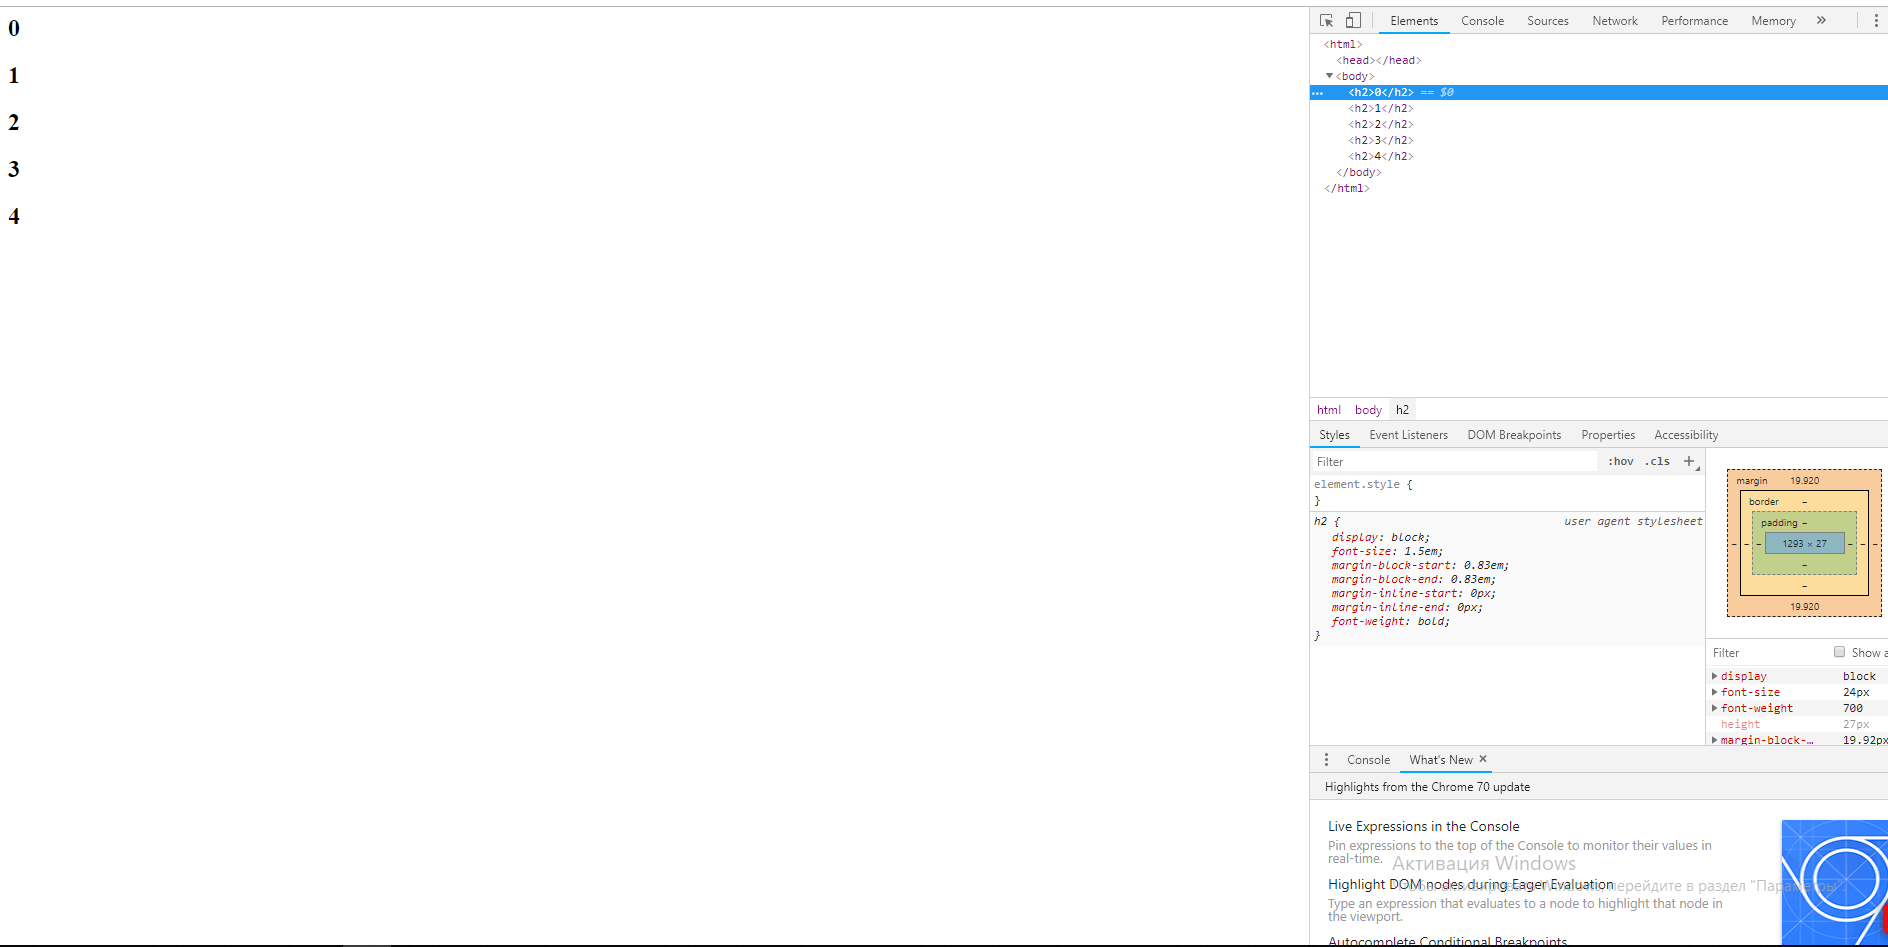 0
1
2
3
4
Elements Console Sources Network Performance Memory »
<html>
<head></head>
<body>
... <h2>0</h2> == $0
<h2>1</h2>
<h2>2</h2>
<h2>3</h2>
<h2>4</h2>
</body>
</html>
html body h2
Styles Event Listeners DOM Breakpoints Properties Accessibility
Filter :hov .cls +
element.style {
}
h2 { user agent stylesheet
display: block;
font-size: 1.5em;
margin-block-start: 0.83em;
margin-block-end: 0.83em;
margin-inline-start: 0px;
margin-inline-end: 0px;
font-weight: bold;
}
margin 19.920
border –
padding –
– – – 1293 × 27 – – –
–
–
19.920
Filter Show a
display block
font-size 24px
font-weight 700
height 27px
margin-block-… 19.92px
Console What's New ×
Highlights from the Chrome 70 update
Live Expressions in the Console
Pin expressions to the top of the Console to monitor their values in
real-time.
Активация Windows
Highlight DOM nodes during Eager Evaluation
Чтобы активировать Windows, перейдите в раздел "Параметры".
Type an expression that evaluates to a node to highlight that node in
the viewport.
Autocomplete Conditional Breakpoints